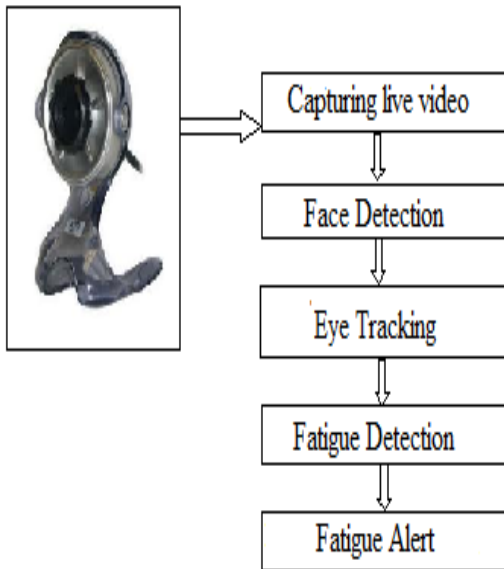 Capturing live video
Face Detection
Eye Tracking
Fatigue Detection
Fatigue Alert